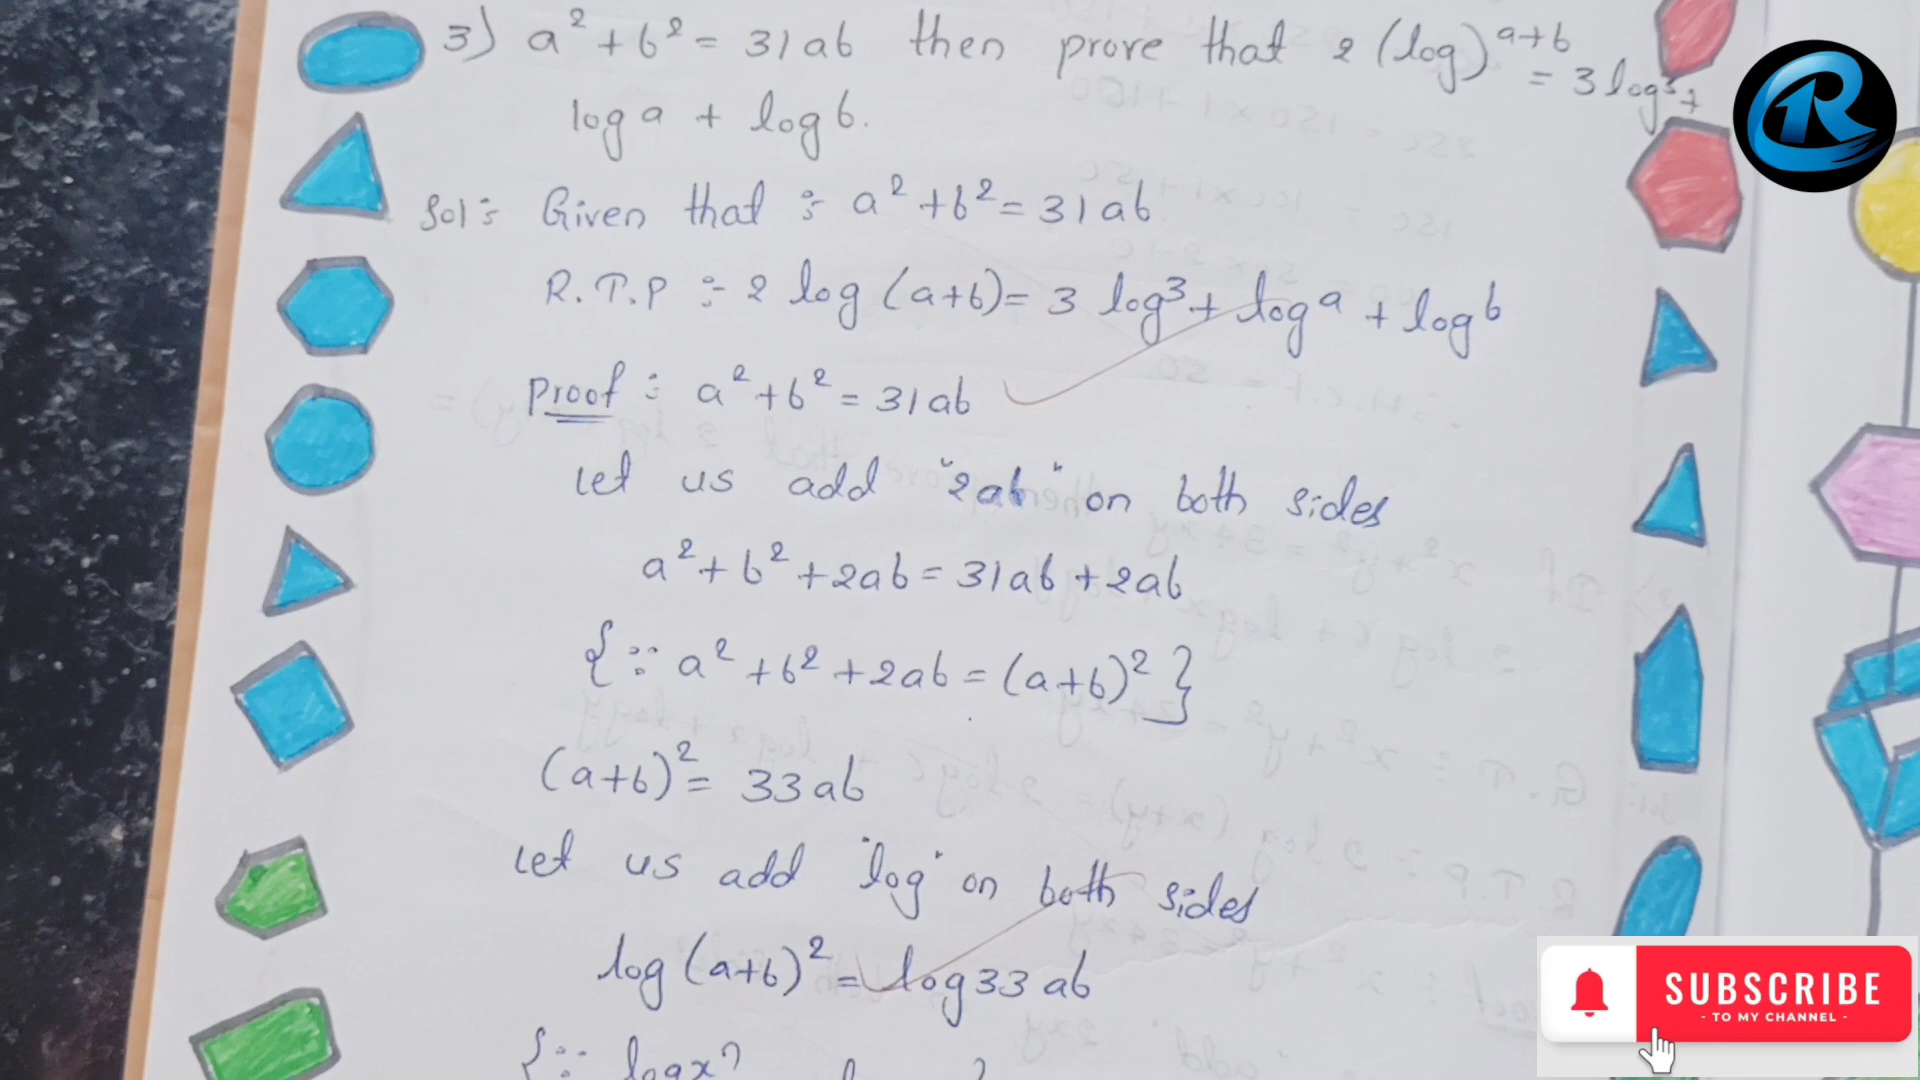 3) a² + b² = 31ab then prove that 2 (log)^a+b = 3 log³ +
log a + log b.
Sol:- Given that :- a² + b² = 31ab
R.T.P :- 2 log (a+b) = 3 log³ + log^a + log^b
Proof :- a² + b² = 31ab
Let us add "2ab" on both sides
a² + b² + 2ab = 31ab + 2ab
{∵ a² + b² + 2ab = (a+b)²}
(a+b)² = 33ab
Let us add "log" on both sides
log (a+b)² = log 33 ab
R
SUBSCRIBE
- TO MY CHANNEL -